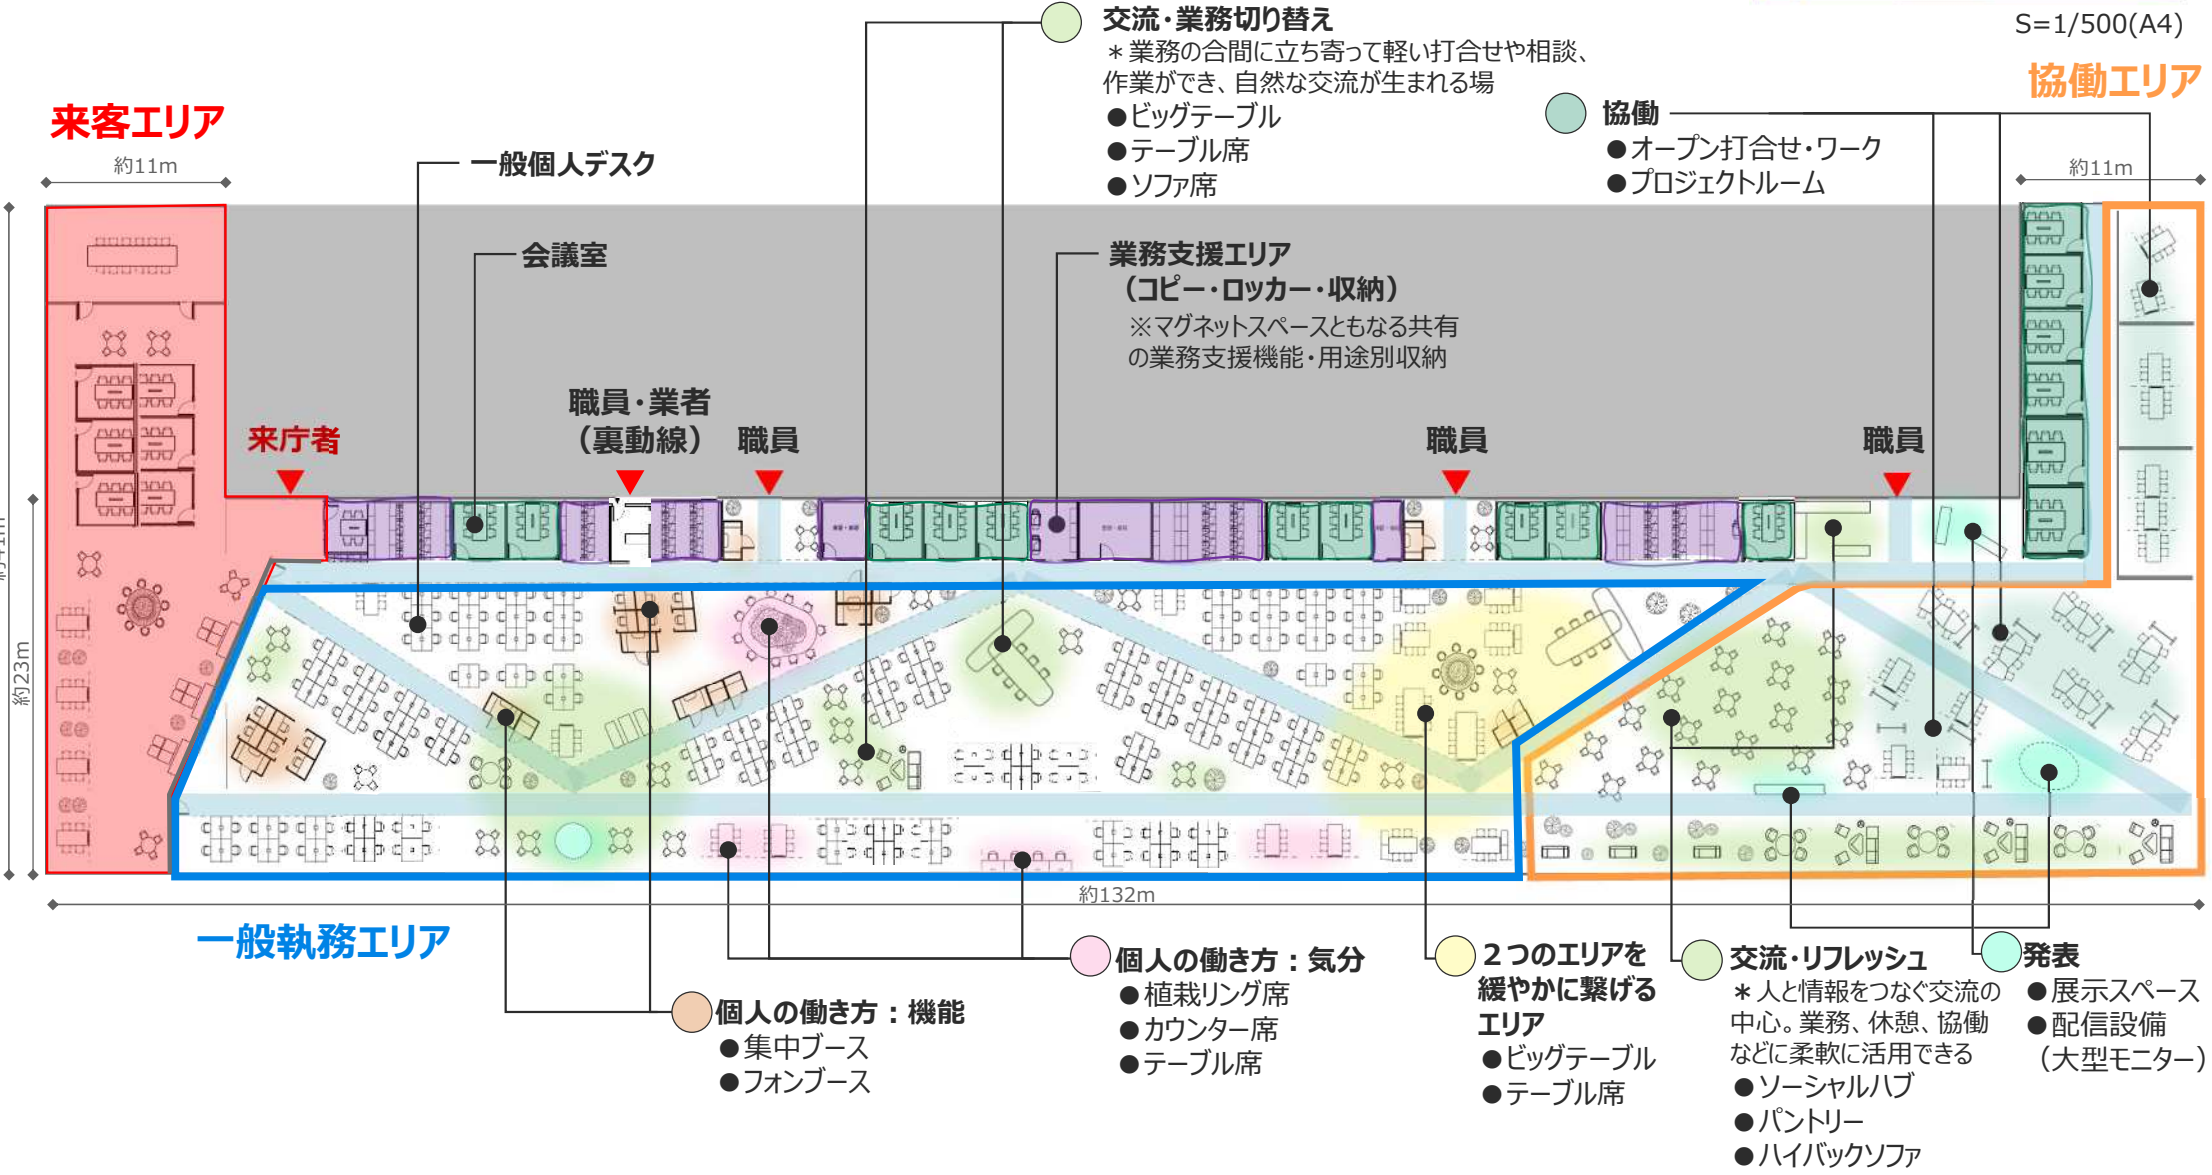 S=1/500(A4)
来客エリア
約11m
一般個人デスク
会議室
交流・業務切り替え
＊業務の合間に立ち寄って軽い打合せや相談、
作業ができ、自然な交流が生まれる場
●ビッグテーブル
●テーブル席
●ソファ席
協働エリア
協働
●オープン打合せ・ワーク
●プロジェクトルーム
約11m
業務支援エリア
（コピー・ロッカー・収納）
※マグネットスペースともなる共有
の業務支援機能・用途別収納
来庁者
職員・業者
（裏動線）
職員
職員
職員
約23m
約132m
一般執務エリア
個人の働き方：機能
●集中ブース
●フォンブース
個人の働き方：気分
●植栽リング席
●カウンター席
●テーブル席
２つのエリアを
緩やかに繋げる
エリア
●ビッグテーブル
●テーブル席
交流・リフレッシュ
＊人と情報をつなぐ交流の
中心。業務、休憩、協働
などに柔軟に活用できる
●ソーシャルハブ
●パントリー
●ハイバックソファ
発表
●展示スペース
●配信設備
（大型モニター）